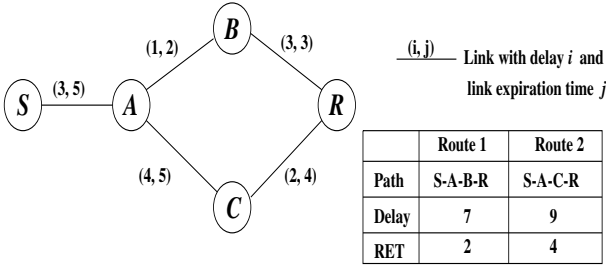 B
(1, 2)
(3, 3)
(i, j)
Link with delay i and
link expiration time j
S
(3, 5)
A
R
(4, 5)
(2, 4)
C
Route 1 Route 2
Path S-A-B-R S-A-C-R
Delay 7 9
RET 2 4